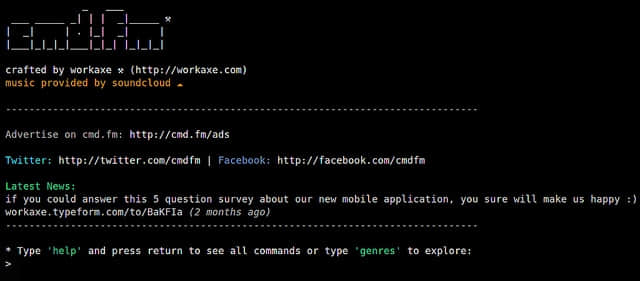 cmd.fm ⚒
crafted by workaxe ⚒ (http://workaxe.com)
music provided by soundcloud ☁
--------------------------------------------------------------------------------
Advertise on cmd.fm: http://cmd.fm/ads
Twitter: http://twitter.com/cmdfm | Facebook: http://facebook.com/cmdfm
Latest News:
if you could answer this 5 question survey about our new mobile application, you sure will make us happy :)
workaxe.typeform.com/to/BaKFIa (2 months ago)
--------------------------------------------------------------------------------
* Type 'help' and press return to see all commands or type 'genres' to explore:
>